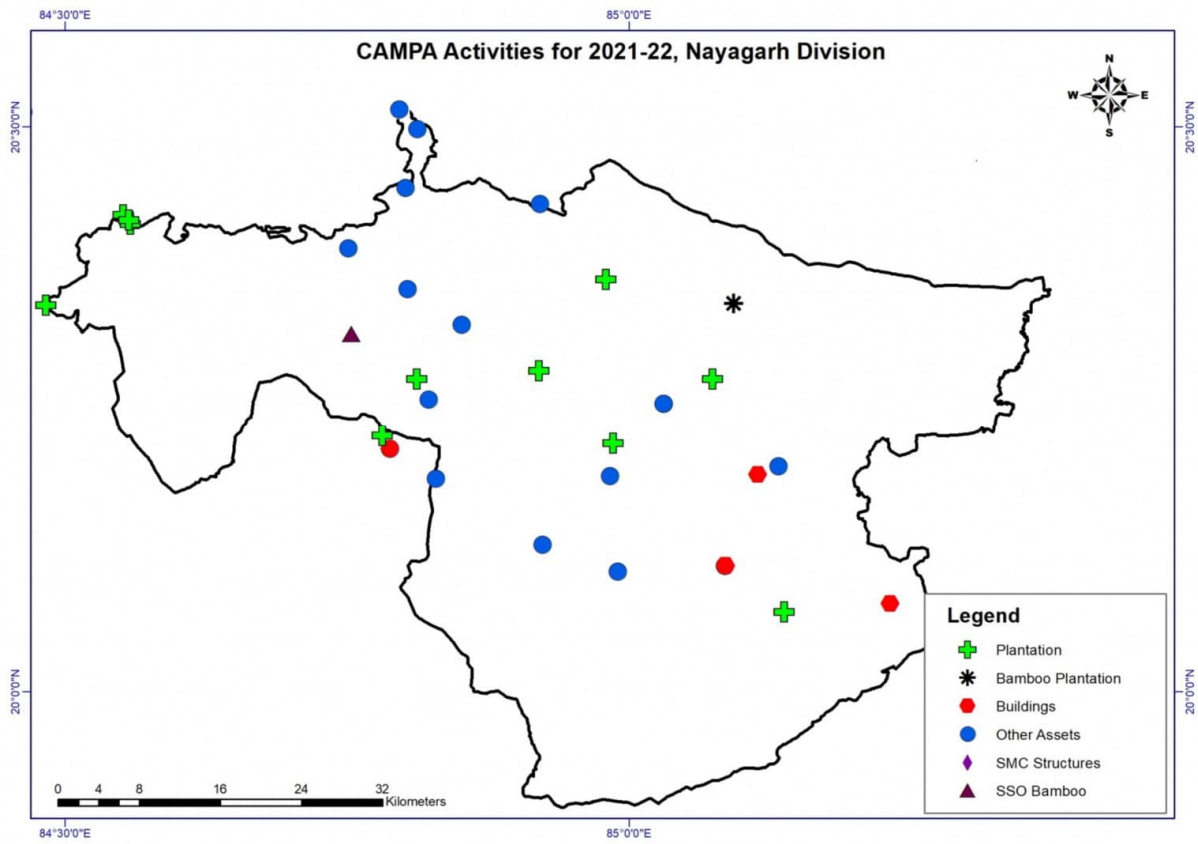 84°30'0"E 85°0'0"E
CAMPA Activities for 2021-22, Nayagarh Division
N
W E
S
20°30'0"N 20°30'0"N
Legend
Plantation
Bamboo Plantation
Buildings
Other Assets
SMC Structures
SSO Bamboo
20°0'0"N 20°0'0"N
0 4 8 16 24 32
Kilometers
84°30'0"E 85°0'0"E